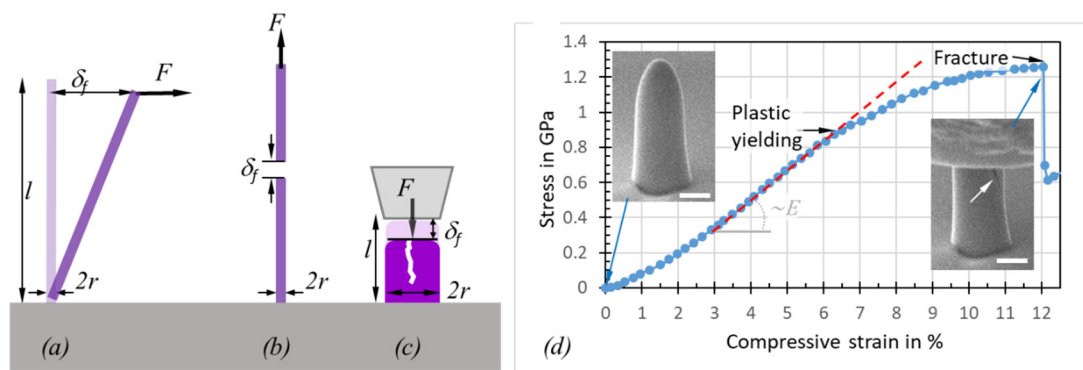 F
δf
F
l
2r
(a)
F
δf
2r
(b)
F
l
δf
2r
(c)
(d)
Stress in GPa
1.4
1.2
1
0.8
0.6
0.4
0.2
0
Plastic
yielding
Fracture
~E
0 1 2 3 4 5 6 7 8 9 10 11 12
Compressive strain in %